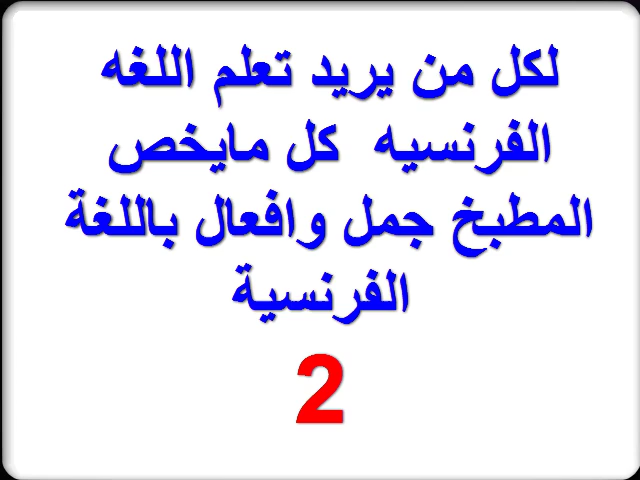 لكل من يريد تعلم اللغه
الفرنسيه كل مايخص
المطبخ جمل وافعال باللغة
الفرنسية
2